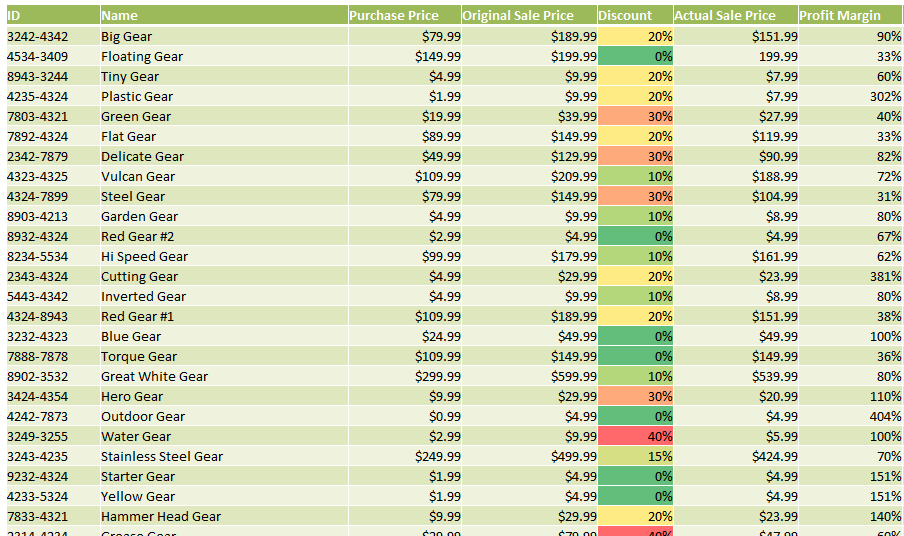 ID Name Purchase Price Original Sale Price Discount Actual Sale Price Profit Margin
3242-4342 Big Gear $79.99 $189.99 20% $151.99 90%
4534-3409 Floating Gear $149.99 $199.99 0% 199.99 33%
8943-3244 Tiny Gear $4.99 $9.99 20% $7.99 60%
4235-4324 Plastic Gear $1.99 $9.99 20% $7.99 302%
7803-4321 Green Gear $19.99 $39.99 30% $27.99 40%
7892-4324 Flat Gear $89.99 $149.99 20% $119.99 33%
2342-7879 Delicate Gear $49.99 $129.99 30% $90.99 82%
4323-4325 Vulcan Gear $109.99 $209.99 10% $188.99 72%
4324-7899 Steel Gear $79.99 $149.99 30% $104.99 31%
8903-4213 Garden Gear $4.99 $9.99 10% $8.99 80%
8932-4324 Red Gear #2 $2.99 $4.99 0% $4.99 67%
8234-5534 Hi Speed Gear $99.99 $179.99 10% $161.99 62%
2343-4324 Cutting Gear $4.99 $29.99 20% $23.99 381%
5443-4342 Inverted Gear $4.99 $9.99 10% $8.99 80%
4324-8943 Red Gear #1 $109.99 $189.99 20% $151.99 38%
3232-4323 Blue Gear $24.99 $49.99 0% $49.99 100%
7888-7878 Torque Gear $109.99 $149.99 0% $149.99 36%
8902-3532 Great White Gear $299.99 $599.99 10% $539.99 80%
3424-4354 Hero Gear $9.99 $29.99 30% $20.99 110%
4242-7873 Outdoor Gear $0.99 $4.99 0% $4.99 404%
3249-3255 Water Gear $2.99 $9.99 40% $5.99 100%
3243-4235 Stainless Steel Gear $249.99 $499.99 15% $424.99 70%
9232-4324 Starter Gear $1.99 $4.99 0% $4.99 151%
4233-5324 Yellow Gear $1.99 $4.99 0% $4.99 151%
7833-4321 Hammer Head Gear $9.99 $29.99 20% $23.99 140%